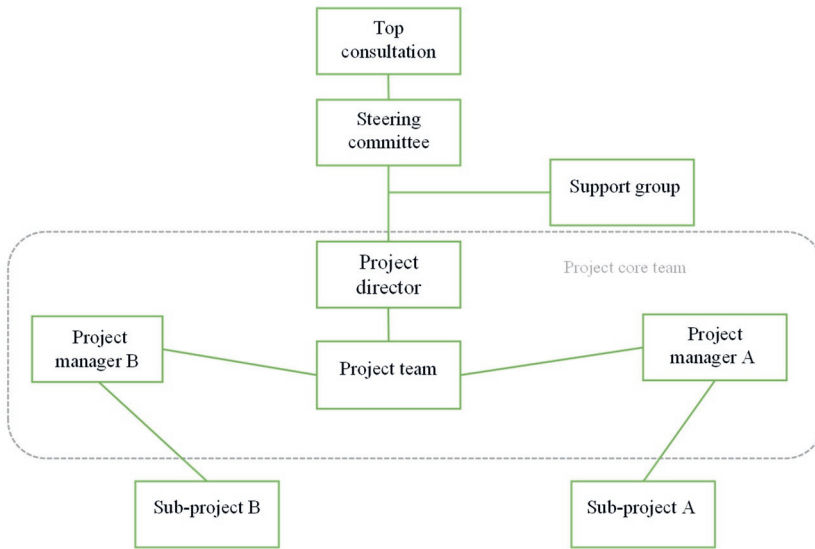 Top
consultation
Steering
committee
Support group
Project
director
Project core team
Project
manager B
Project team
Project
manager A
Sub-project B
Sub-project A